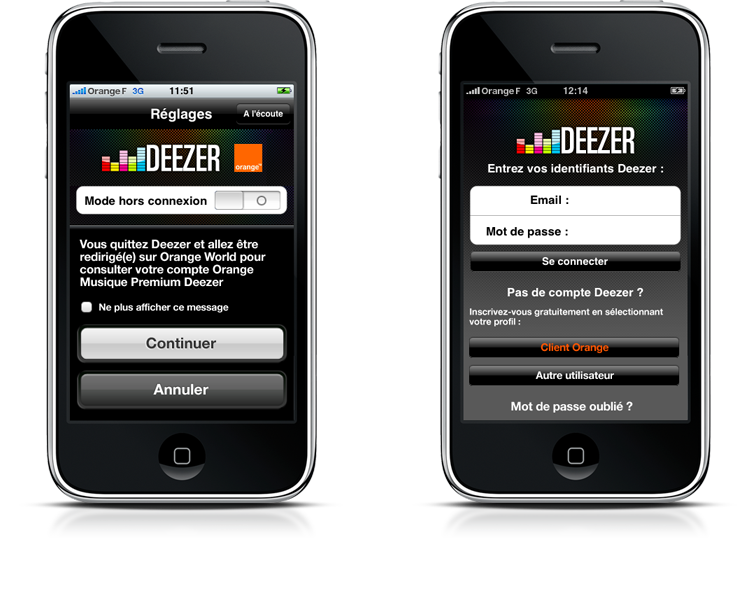 Orange F 3G 11:51
Réglages
A l'écoute
DEEZER
orange™
Mode hors connexion
Vous quittez Deezer et allez être
redirigé(e) sur Orange World pour
consulter votre compte Orange
Musique Premium Deezer
Ne plus afficher ce message
Continuer
Annuler
Orange F 3G 12:14
DEEZER
Entrez vos identifiants Deezer :
Email :
Mot de passe :
Se connecter
Pas de compte Deezer ?
Inscrivez-vous gratuitement en sélectionnant
votre profil :
Client Orange
Autre utilisateur
Mot de passe oublié ?